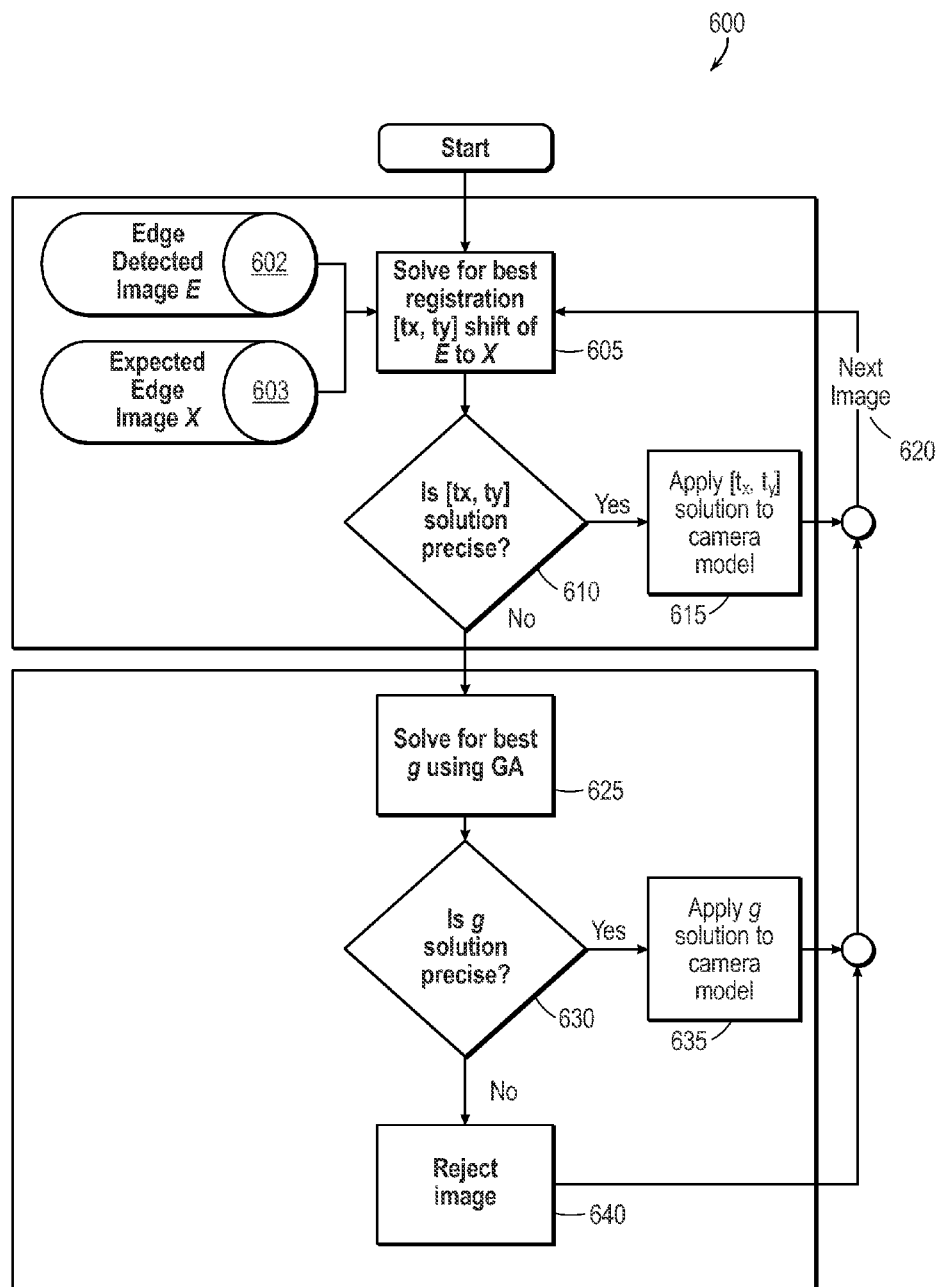 600
Start
Edge
Detected
Image E
602
Expected
Edge
Image X
603
Solve for best
registration
[tx, ty] shift of
E to X
605
Next
Image
620
Is [tx, ty]
solution
precise?
610
Yes
No
Apply [tx, ty]
solution to
camera
model
615
Solve for best
g using GA
625
Is g
solution
precise?
630
Yes
No
Apply g
solution to
camera
model
635
Reject
image
640